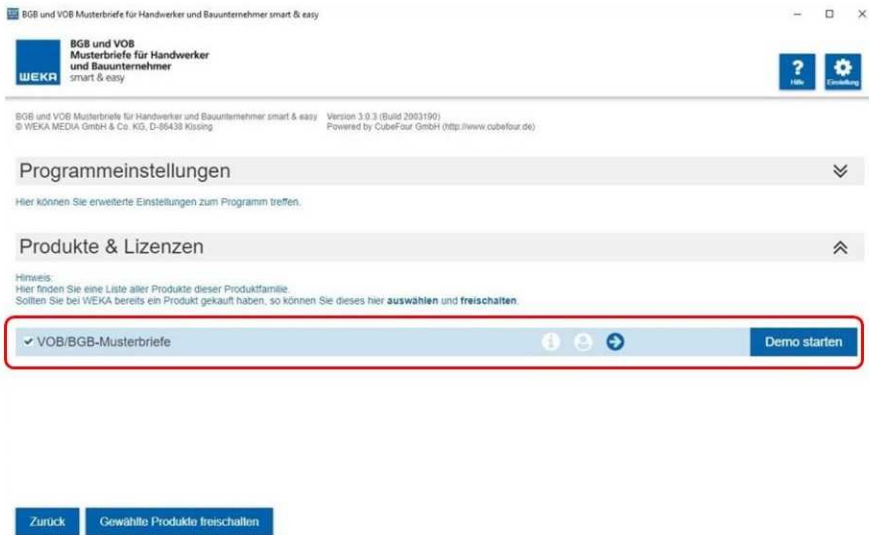 BGB und VOB Musterbriefe für Handwerker und Bauunternehmer smart & easy
WEKA
BGB und VOB
Musterbriefe für Handwerker
und Bauunternehmer
smart & easy
?
Hilfe
Einstellung
BGB und VOB Musterbriefe für Handwerker und Bauunternehmer smart & easy Version 3.0.3 (Build 2003190)
© WEKA MEDIA GmbH & Co. KG, D-86438 Kissing Powered by CubeFour GmbH (http://www.cubefour.de)
Programmeinstellungen
Hier können Sie erweiterte Einstellungen zum Programm treffen.
Produkte & Lizenzen
Hinweis:
Hier finden Sie eine Liste aller Produkte dieser Produktfamilie.
Sollten Sie bei WEKA bereits ein Produkt gekauft haben, so können Sie dieses hier auswählen und freischalten.
VOB/BGB-Musterbriefe
Demo starten
Zurück
Gewählte Produkte freischalten